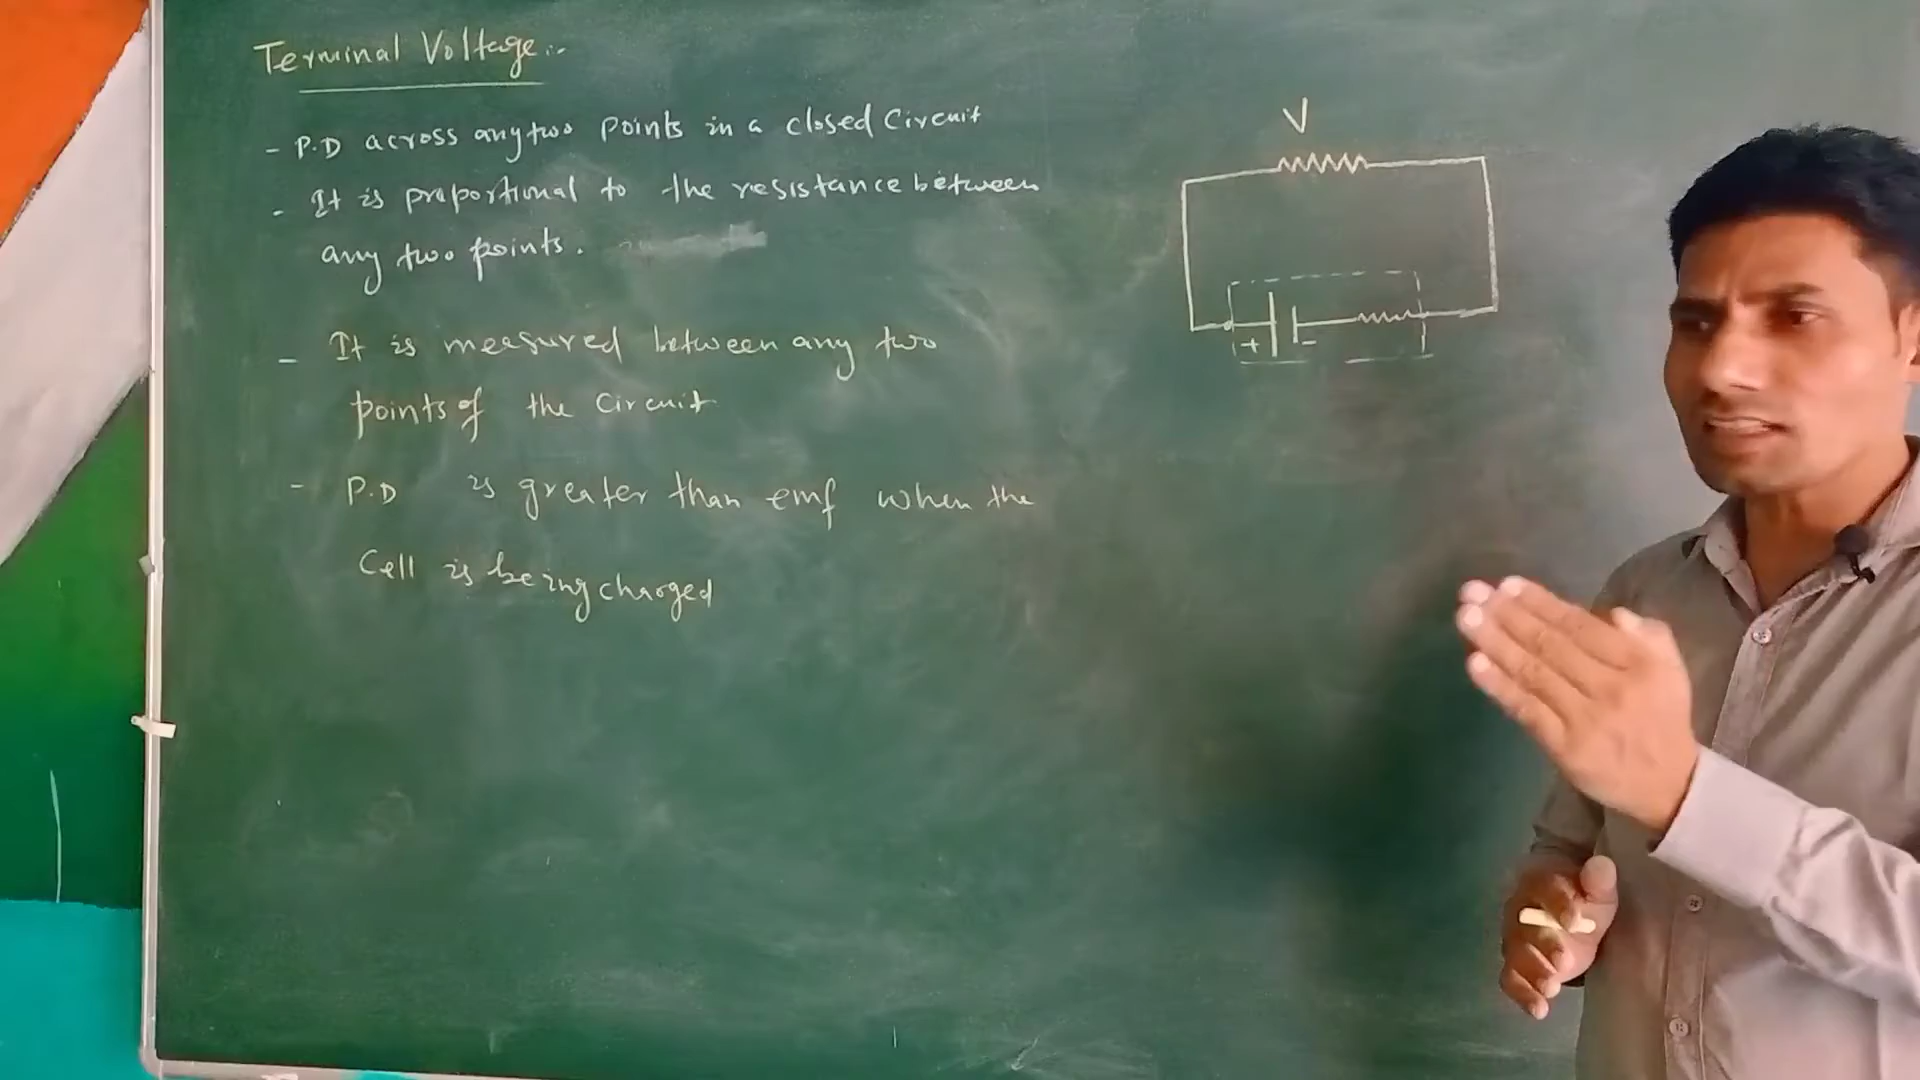 Terminal Voltage:-
- P.D across any two points in a closed Circuit
- It is proportional to the resistance between
any two points.
- It is measured between any two
points of the Circuit
- P.D is greater than emf when the
Cell is being charged
V
+ -